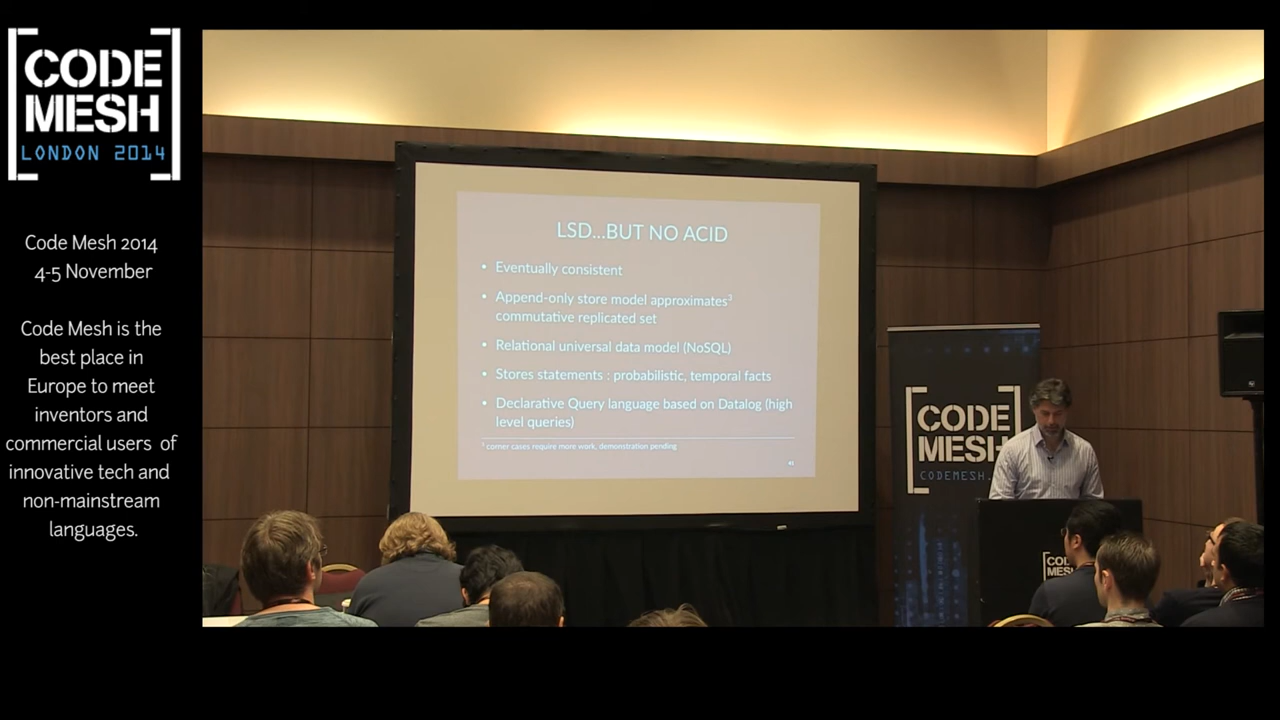 [CODE
MESH]
LONDON 2014
Code Mesh 2014
4-5 November
Code Mesh is the
best place in
Europe to meet
inventors and
commercial users of
innovative tech and
non-mainstream
languages.
LSD...BUT NO ACID
• Eventually consistent
• Append-only store model approximates³
commutative replicated set
• Relational universal data model (NoSQL)
• Stores statements : probabilistic, temporal facts
• Declarative Query language based on Datalog (high
level queries)
corner cases require more work, demonstration pending
[CODE
MESH
CODEMESH.
MESH